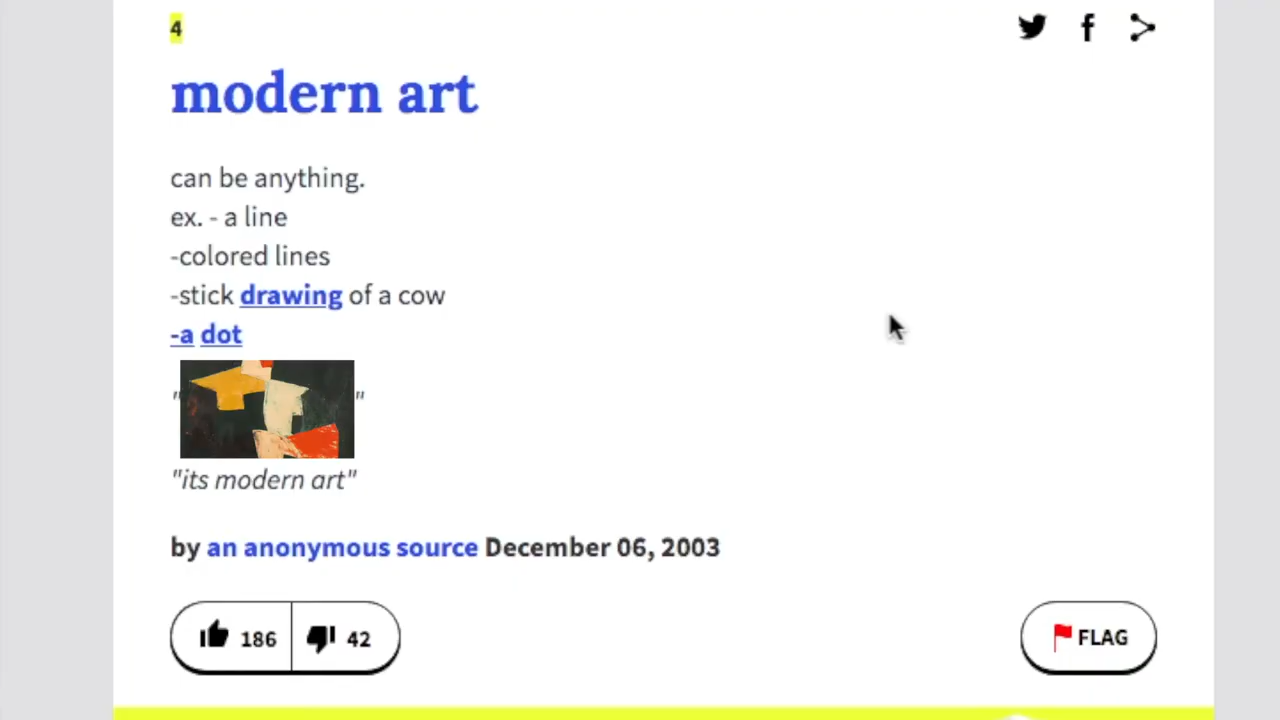 4
modern art
can be anything.
ex. - a line
-colored lines
-stick drawing of a cow
-a dot
" "
"its modern art"
by an anonymous source December 06, 2003
186 42 FLAG